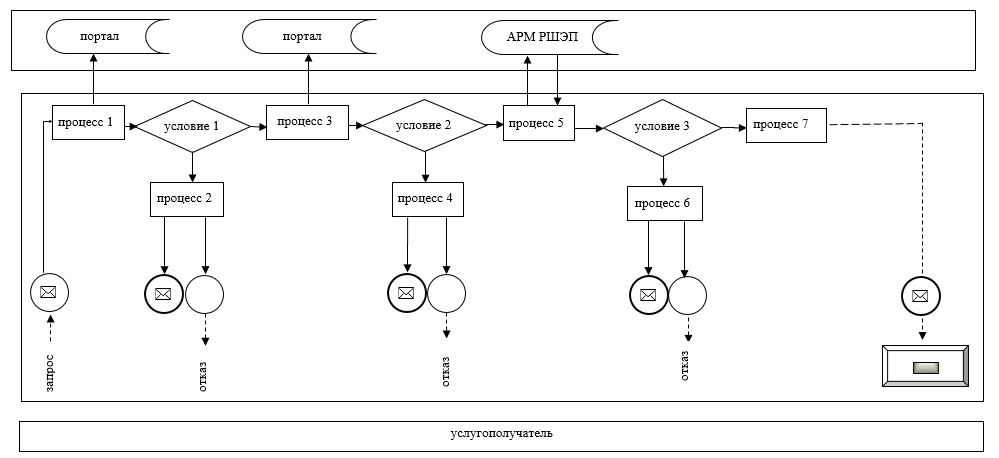 портал
портал
АРМ РШЭП
процесс 1
условие 1
процесс 3
условие 2
процесс 5
условие 3
процесс 7
процесс 2
процесс 4
процесс 6
запрос
отказ
отказ
отказ
услугополучатель